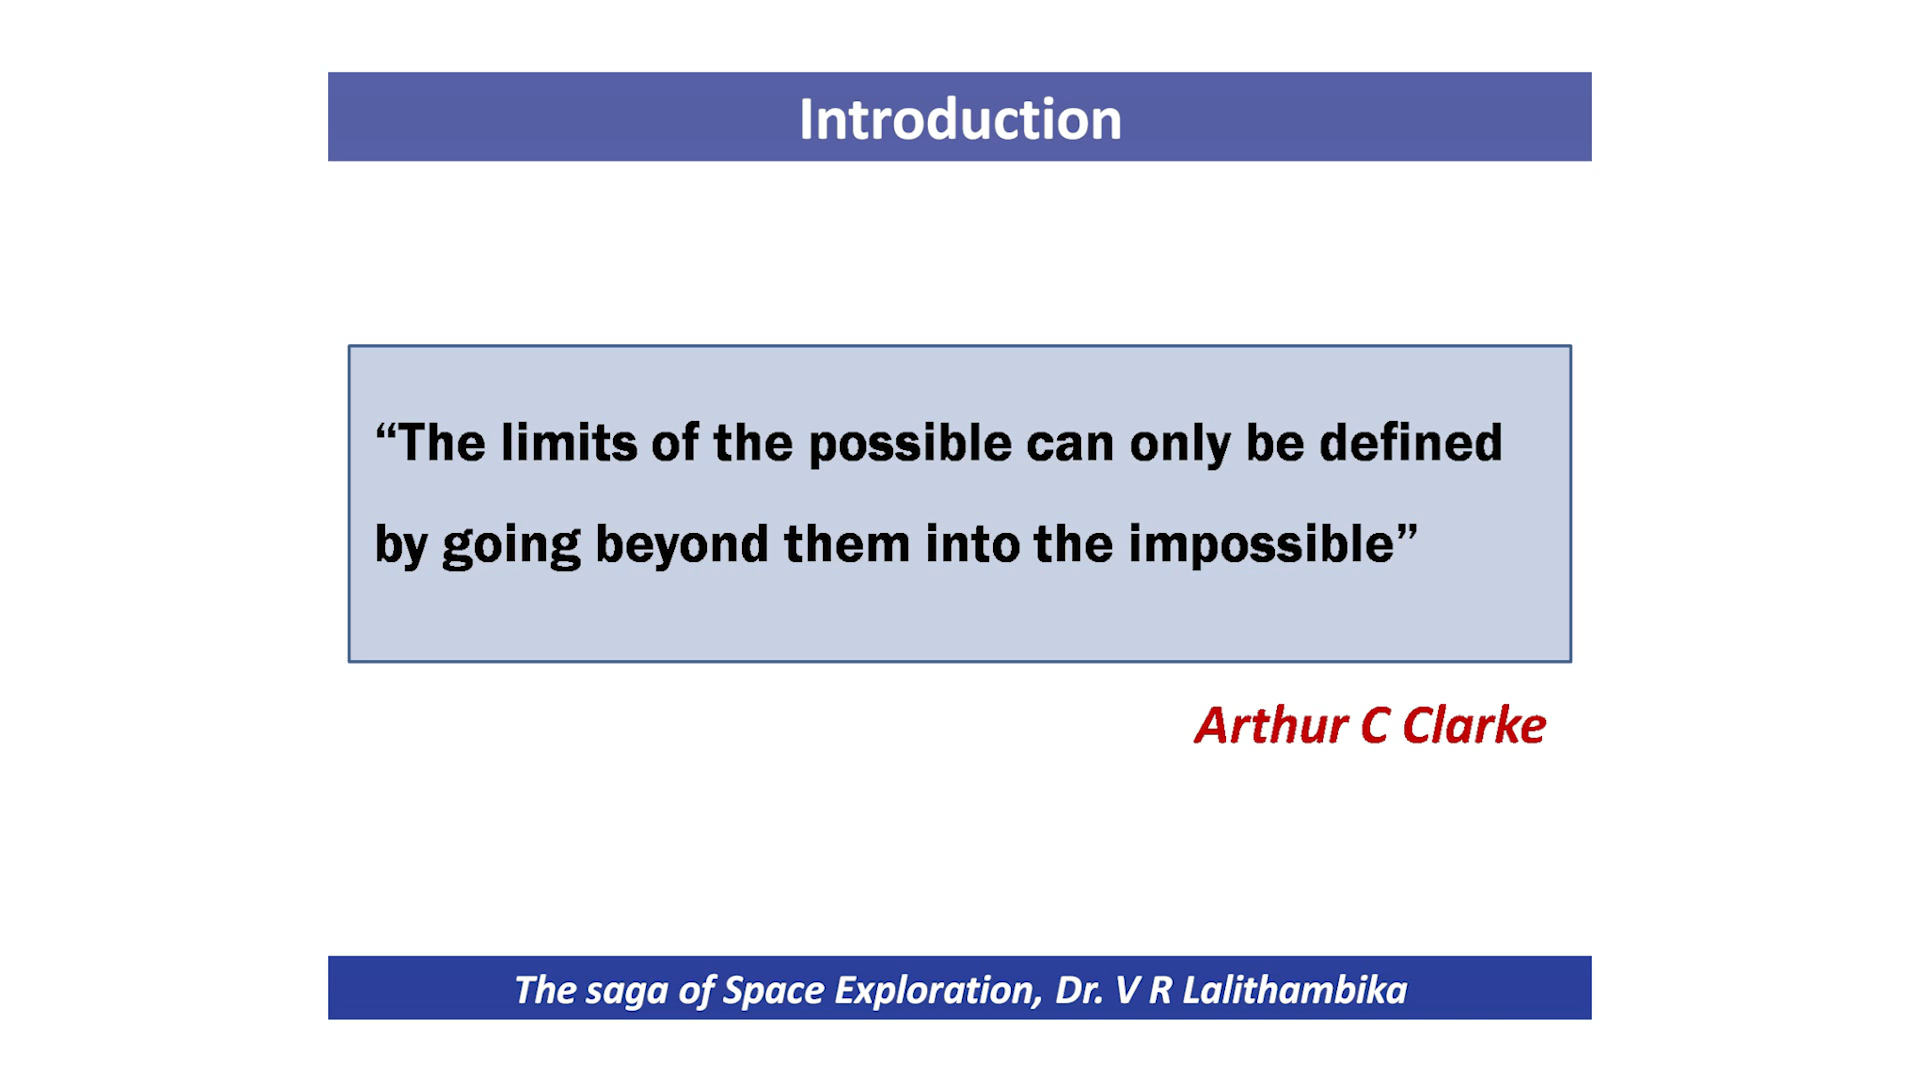 Introduction
“The limits of the possible can only be defined
by going beyond them into the impossible”
Arthur C Clarke
The saga of Space Exploration, Dr. V R Lalithambika